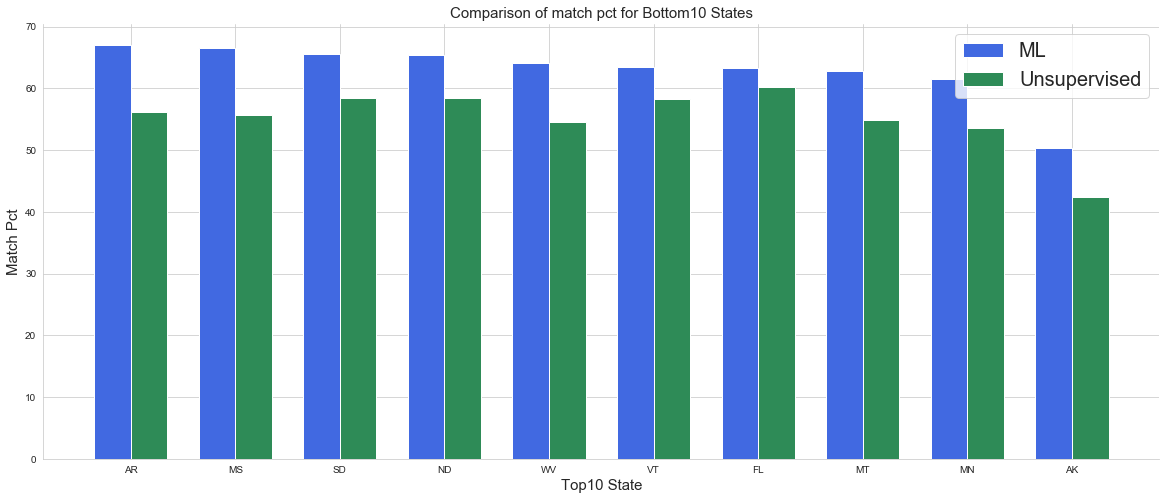 Comparison of match pct for Bottom10 States
ML
Unsupervised
Match Pct
70
60
50
40
30
20
10
0
AR MS SD ND WV VT FL MT MN AK
Top10 State